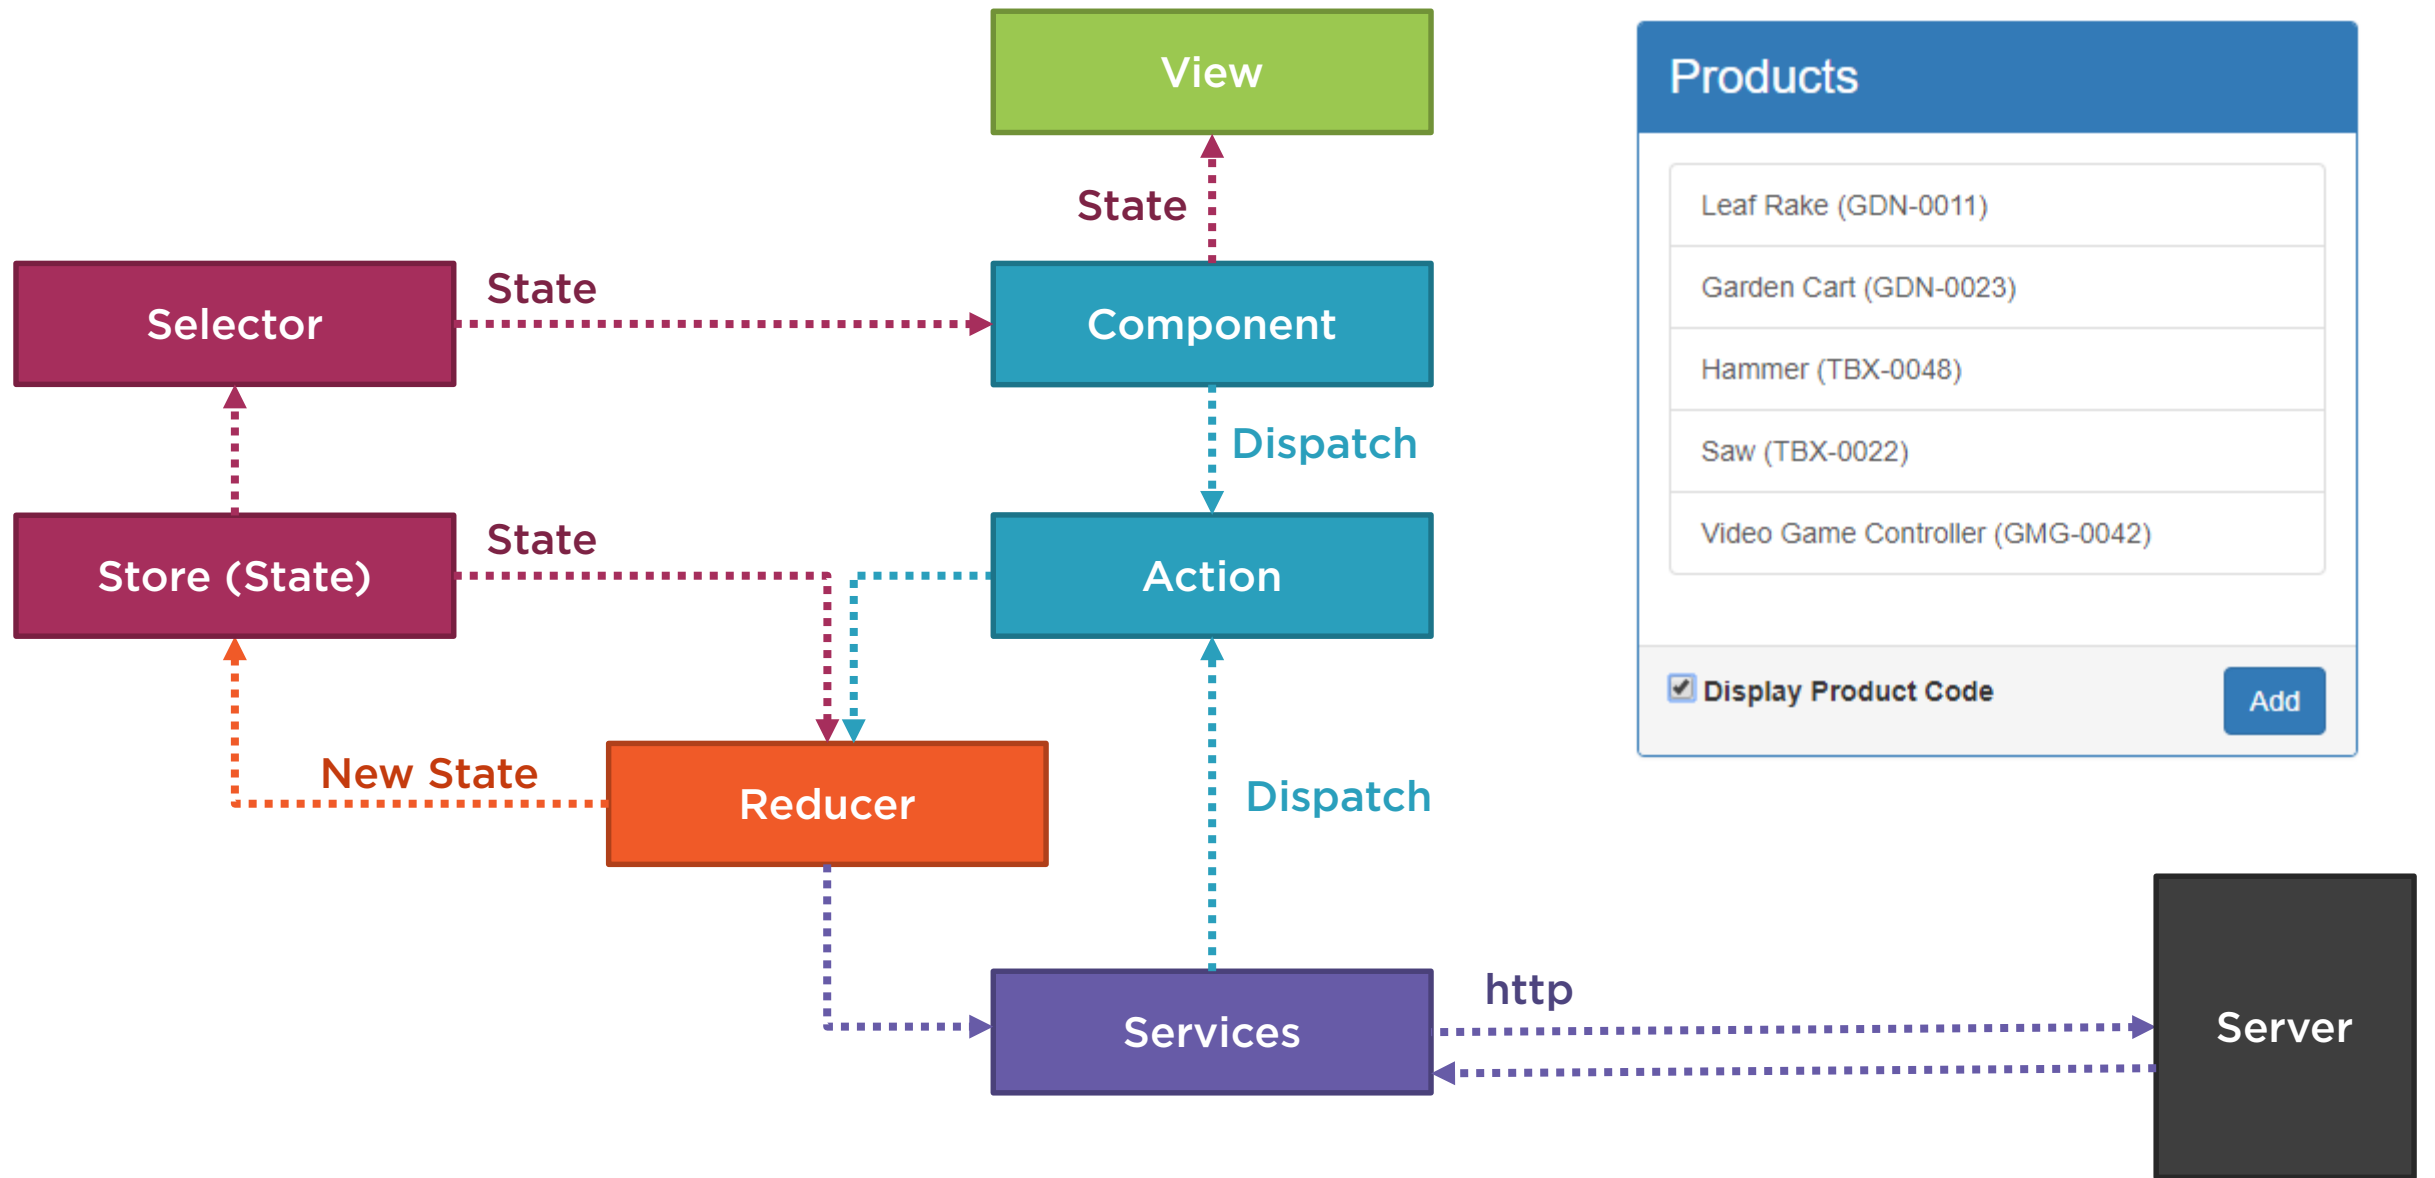 View
Products
State
Leaf Rake (GDN-0011)
Selector
State
Component
Garden Cart (GDN-0023)
Hammer (TBX-0048)
Dispatch
Saw (TBX-0022)
Store (State)
State
Action
Video Game Controller (GMG-0042)
Display Product Code
Add
New State
Reducer
Dispatch
Services
http
Server